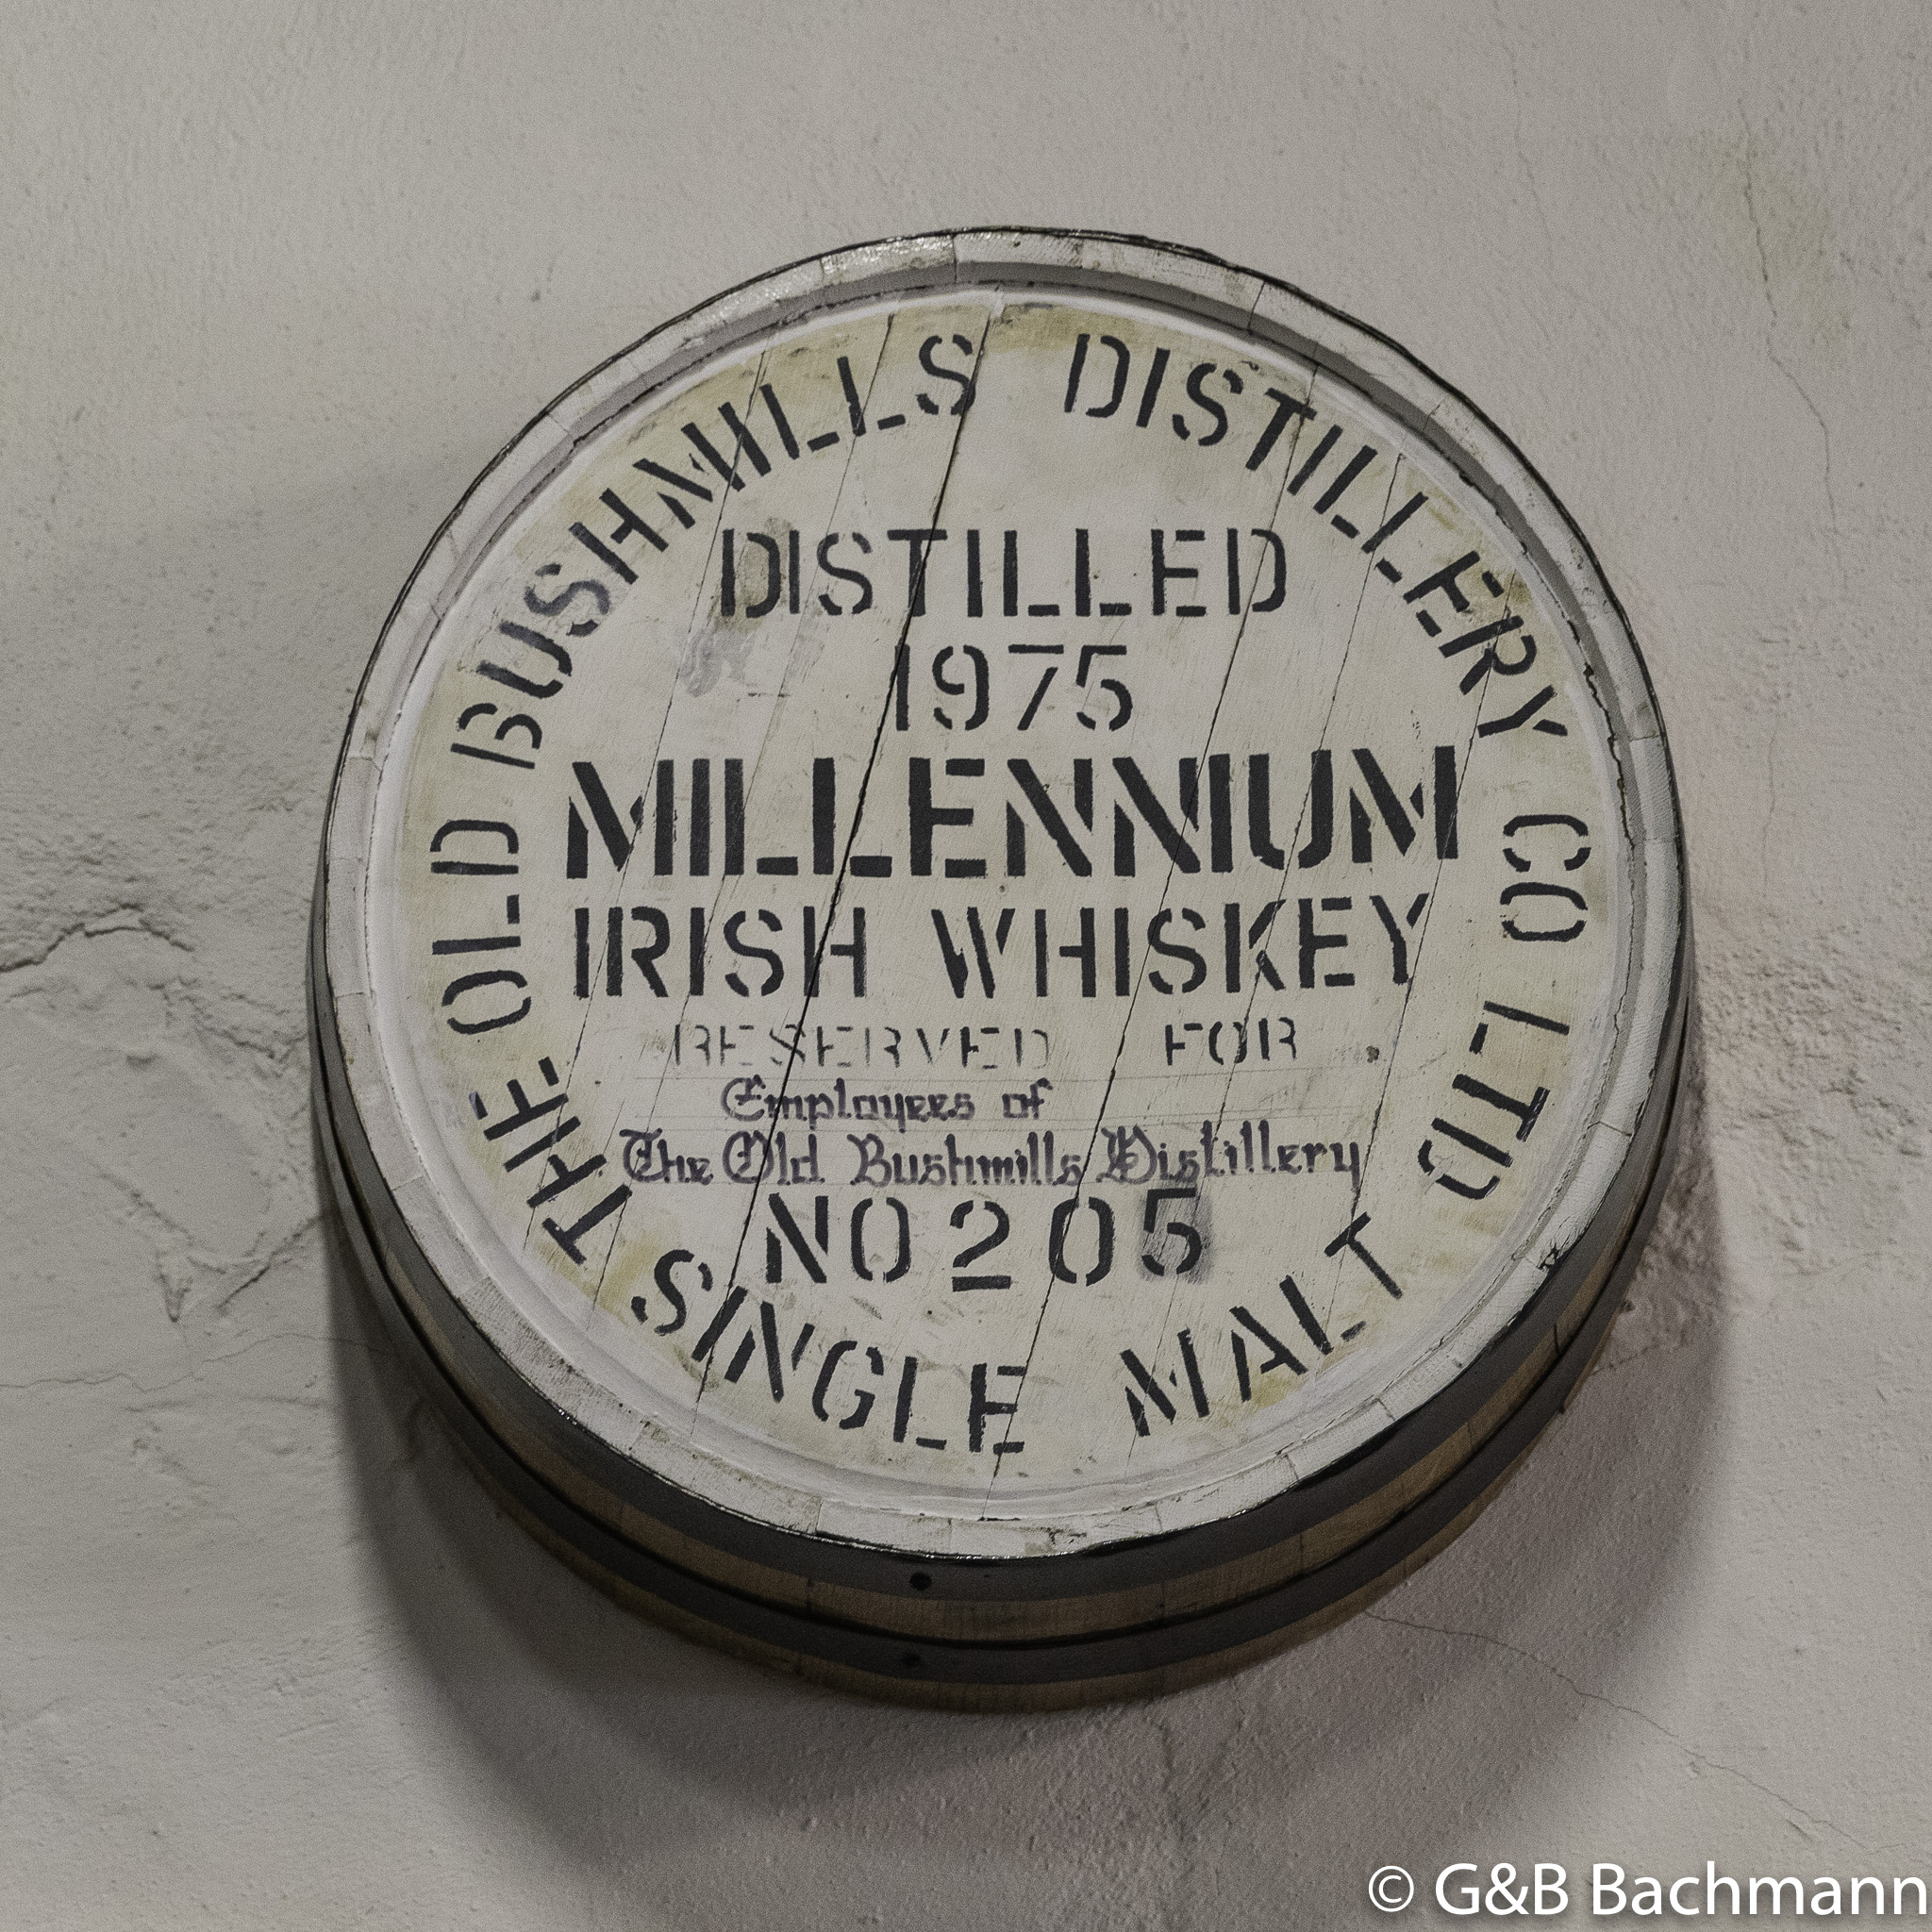 THE OLD BUSHMILLS DISTILLERY CO LTD
DISTILLED
1975
MILLENNIUM
IRISH WHISKEY
RESERVED FOR
Employees of
The Old Bushmills Distillery
NO 205
SINGLE MALT
© G&B Bachmann